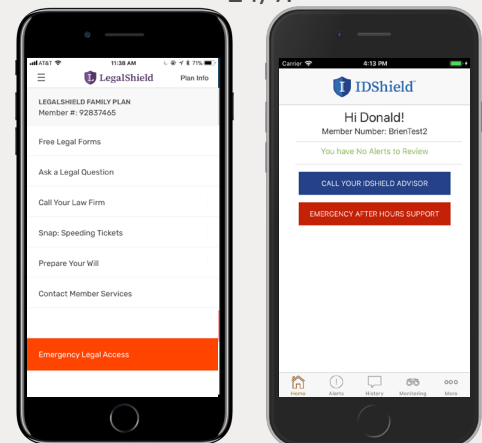 24/7.
AT&T 11:38 AM 71%
LegalShield Plan Info
LEGALSHIELD FAMILY PLAN
Member #: 92837465
Free Legal Forms
Ask a Legal Question
Call Your Law Firm
Snap: Speeding Tickets
Prepare Your Will
Contact Member Services
Emergency Legal Access
Carrier 4:13 PM
IDShield
Hi Donald!
Member Number: BrienTest2
You have No Alerts to Review
CALL YOUR IDSHIELD ADVISOR
EMERGENCY AFTER HOURS SUPPORT
Home Alerts History Monitoring More